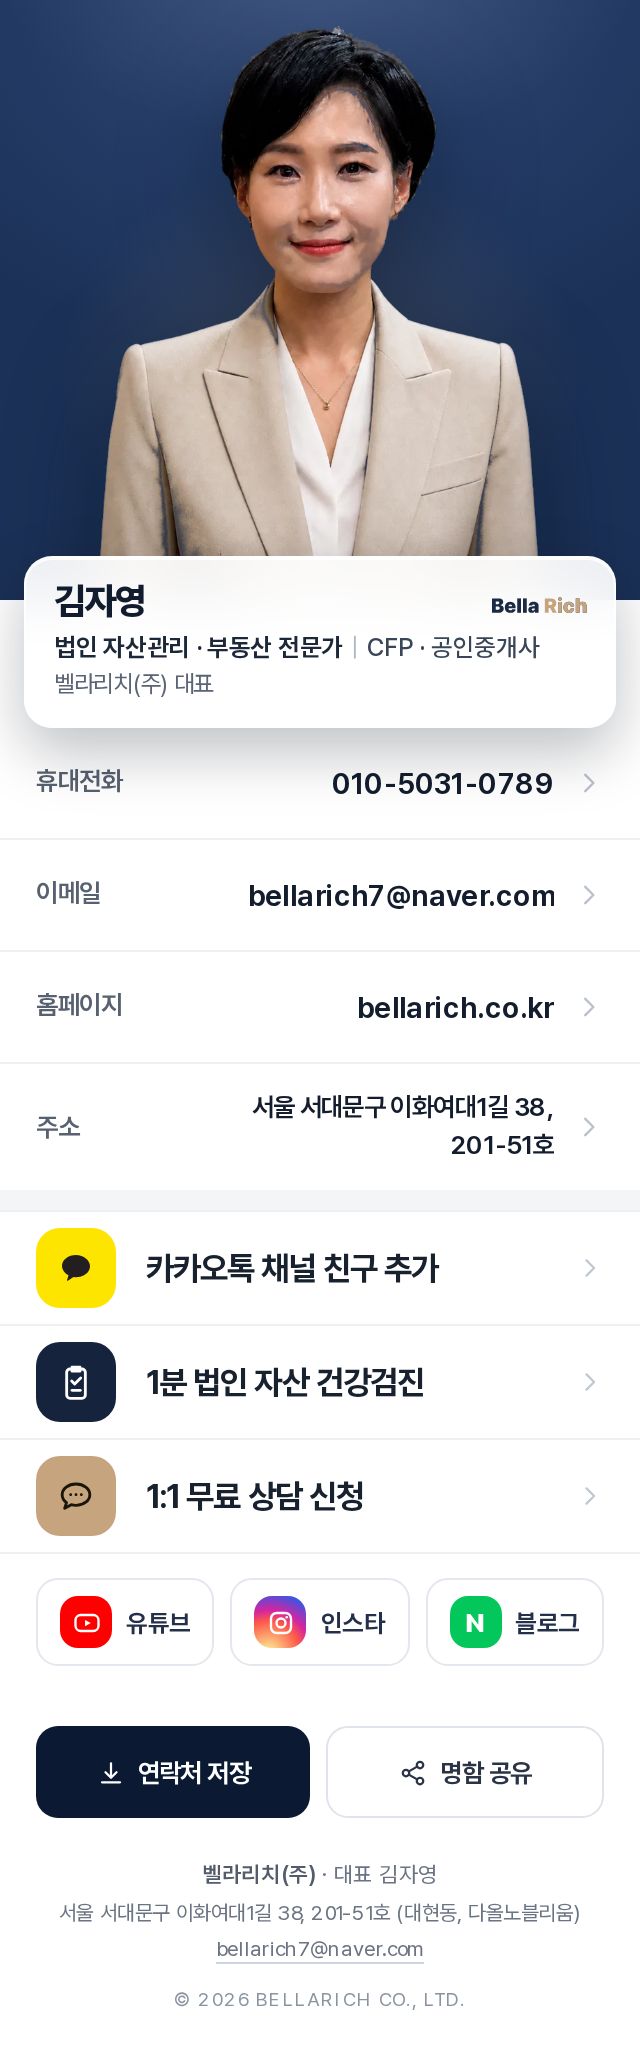 김자영
Bella Rich
법인 자산관리 · 부동산 전문가 | CFP · 공인중개사
벨라리치(주) 대표
휴대전화
010-5031-0789
이메일
bellarich7@naver.com
홈페이지
bellarich.co.kr
주소
서울 서대문구 이화여대1길 38,
201-51호
카카오톡 채널 친구 추가
1분 법인 자산 건강검진
1:1 무료 상담 신청
유튜브
인스타
N 블로그
연락처 저장
명함 공유
벨라리치(주) · 대표 김자영
서울 서대문구 이화여대1길 38, 201-51호 (대현동, 다올노블리움)
bellarich7@naver.com
© 2026 BELLARICH CO., LTD.